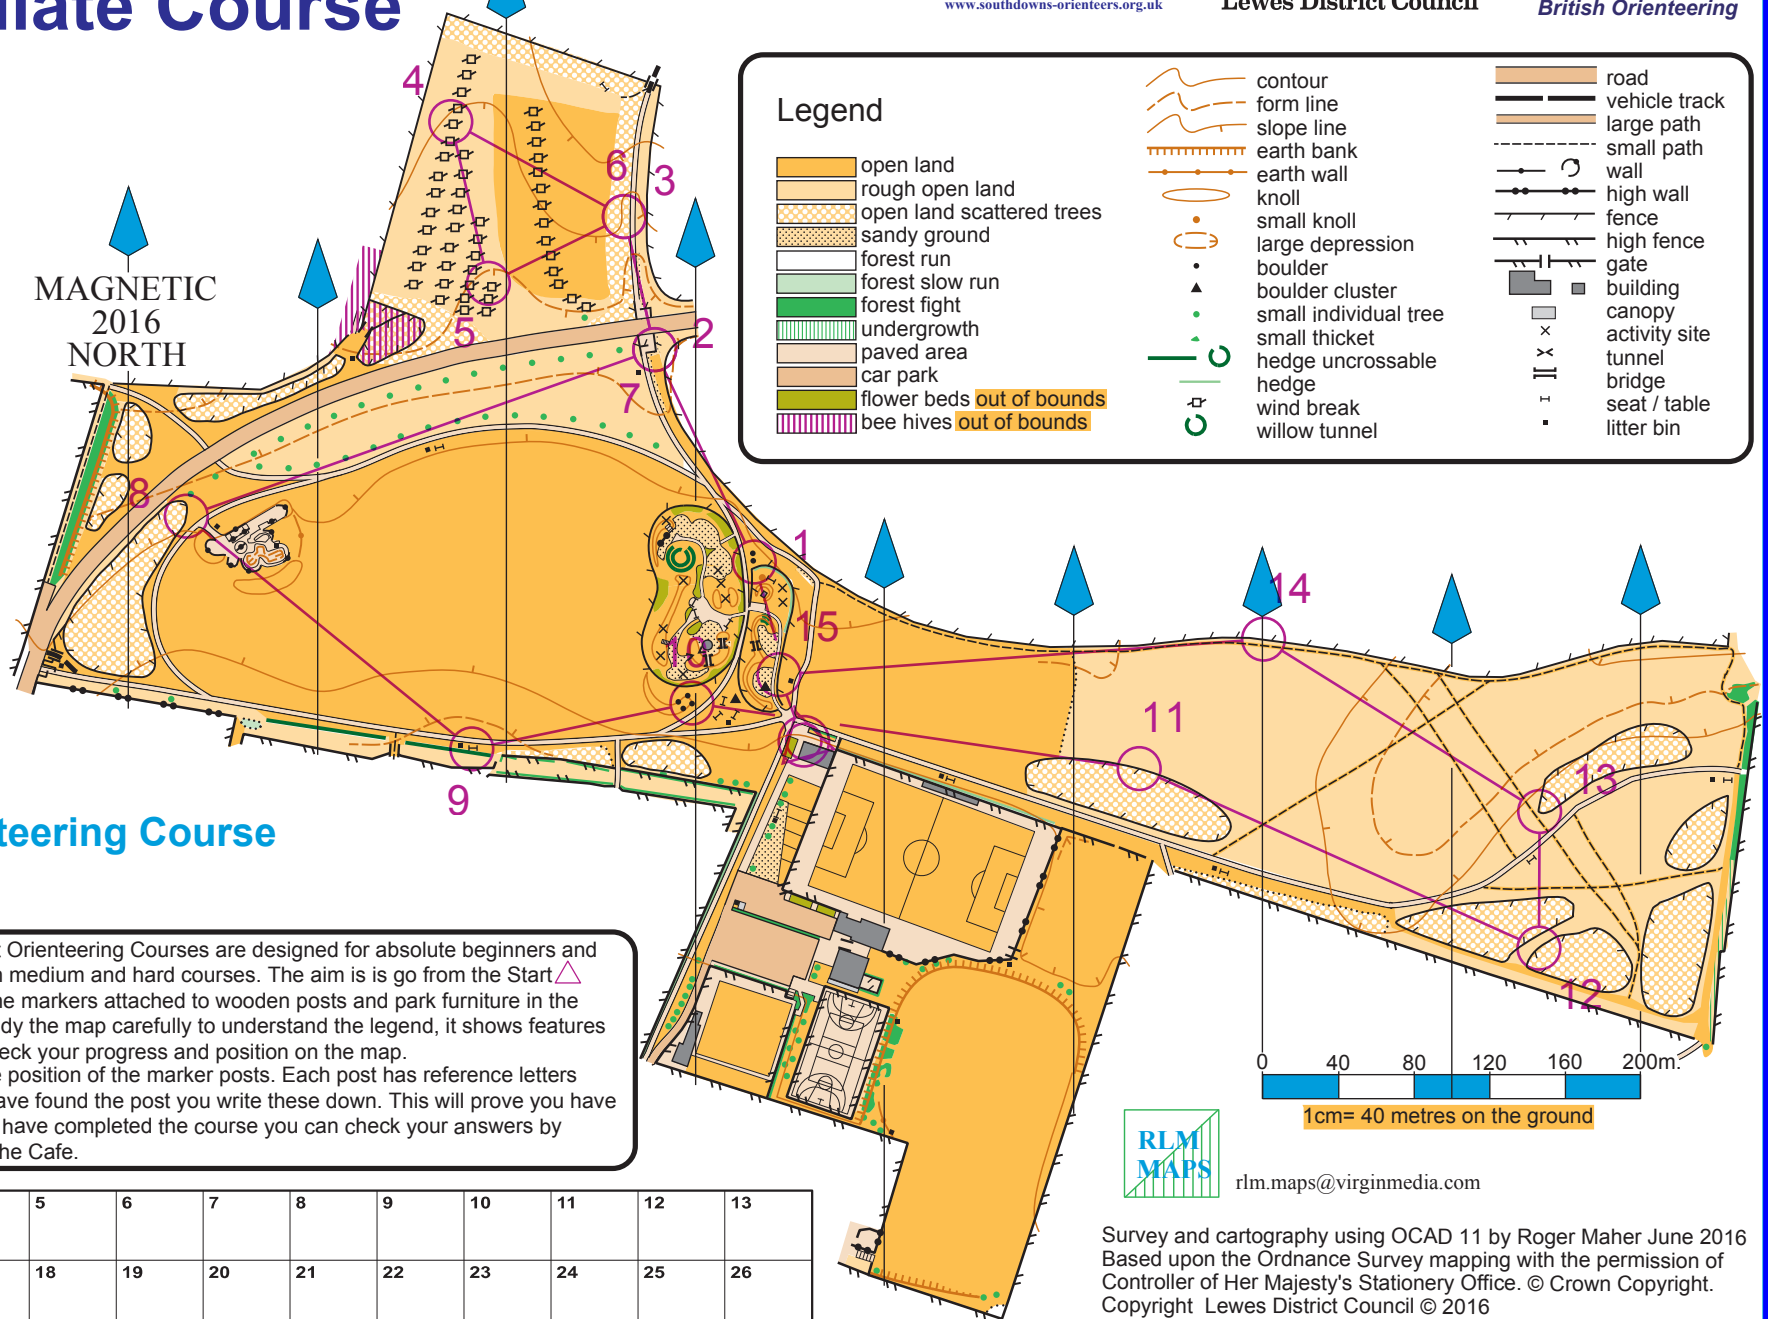 iate Course
www.southdowns-orienteers.org.uk
Lewes District Council
British Orienteering
Legend
open land
rough open land
open land scattered trees
sandy ground
forest run
forest slow run
forest fight
undergrowth
paved area
car park
flower beds out of bounds
bee hives out of bounds
contour
form line
slope line
earth bank
earth wall
knoll
small knoll
large depression
boulder
boulder cluster
small individual tree
small thicket
hedge uncrossable
hedge
wind break
willow tunnel
road
vehicle track
large path
small path
wall
high wall
fence
high fence
gate
building
canopy
activity site
tunnel
bridge
seat / table
litter bin
MAGNETIC
2016
NORTH
4
6
3
5
2
7
8
1
15
10
14
11
9
13
12
teering Course
t Orienteering Courses are designed for absolute beginners and
medium and hard courses. The aim is is go from the Start
he markers attached to wooden posts and park furniture in the
dy the map carefully to understand the legend, it shows features
eck your progress and position on the map.
e position of the marker posts. Each post has reference letters
ave found the post you write these down. This will prove you have
have completed the course you can check your answers by
he Cafe.
0 40 80 120 160 200m.
1cm= 40 metres on the ground
RLM
MAPS
rlm.maps@virginmedia.com
Survey and cartography using OCAD 11 by Roger Maher June 2016
Based upon the Ordnance Survey mapping with the permission of
Controller of Her Majesty's Stationery Office. © Crown Copyright.
Copyright Lewes District Council © 2016
5 6 7 8 9 10 11 12 13
18 19 20 21 22 23 24 25 26